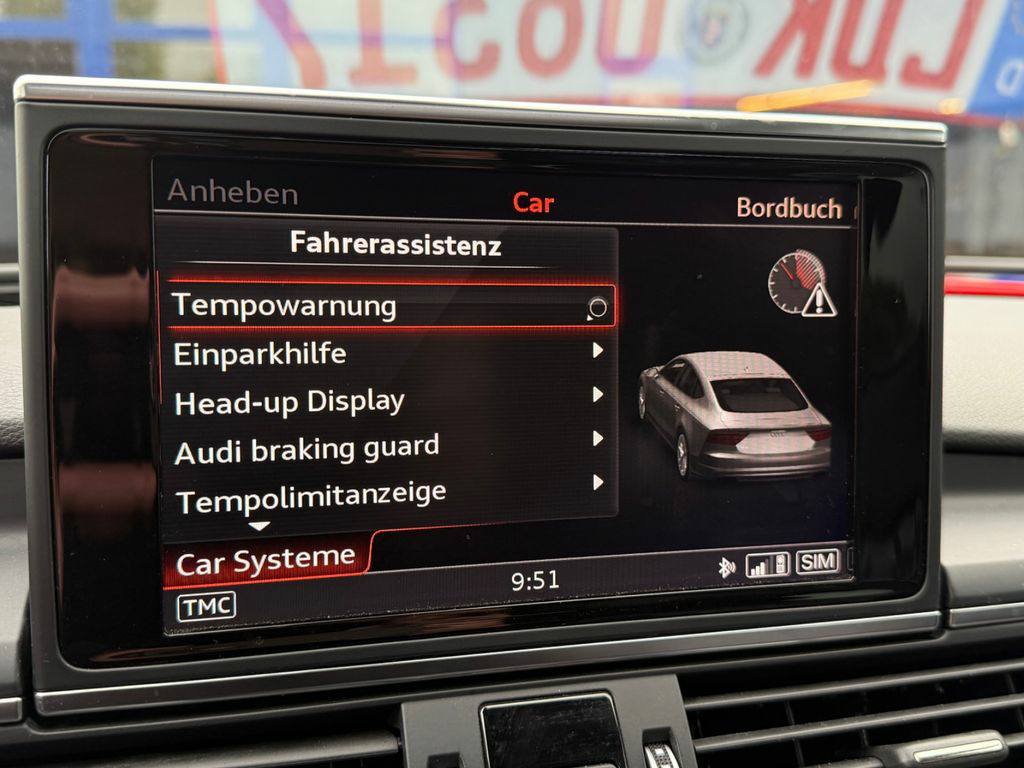 Anheben
Car
Bordbuch
Fahrerassistenz
Tempowarnung
Einparkhilfe
Head-up Display
Audi braking guard
Tempolimitanzeige
Car Systeme
9:51
SIM
TMC